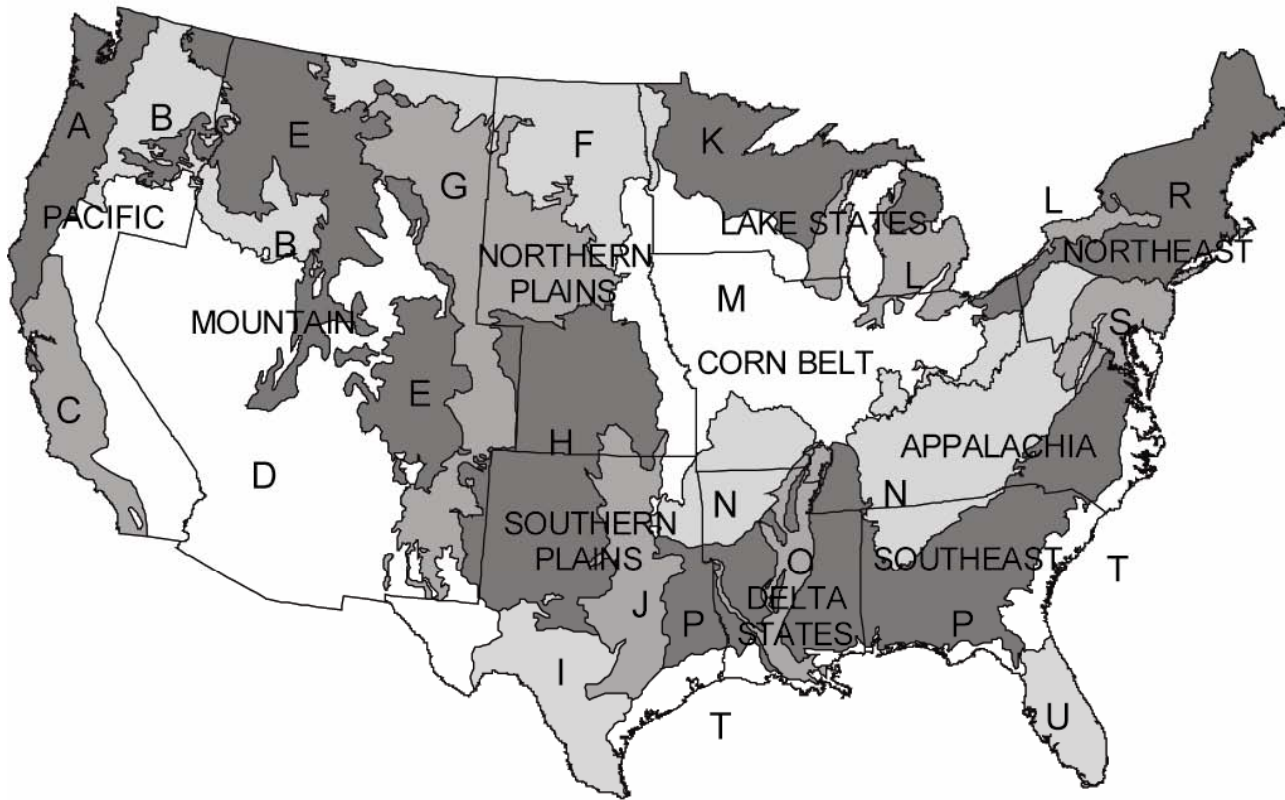 A
B
E
F
K
G
R
L
PACIFIC
LAKE STATES
B
NORTHERN
PLAINS
NORTHEAST
L
M
MOUNTAIN
S
CORN BELT
E
C
H
APPALACHIA
D
N
N
SOUTHERN
PLAINS
O
SOUTHEAST
T
DELTA
STATES
J
P
P
I
T
U